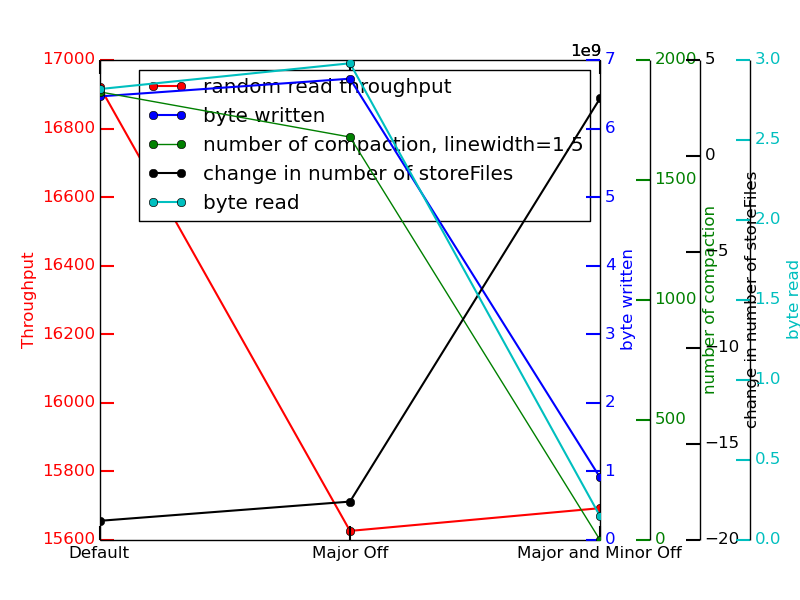 1e9
17000
16800
16600
16400
16200
16000
15800
15600
Throughput
random read throughput
byte written
number of compaction, linewidth=1.5
change in number of storeFiles
byte read
7
6
5
4
3
2
1
0
byte written
2000
1500
1000
500
0
number of compaction
5
0
−5
−10
−15
−20
change in number of storeFiles
3.0
2.5
2.0
1.5
1.0
0.5
0.0
byte read
Default
Major Off
Major and Minor Off